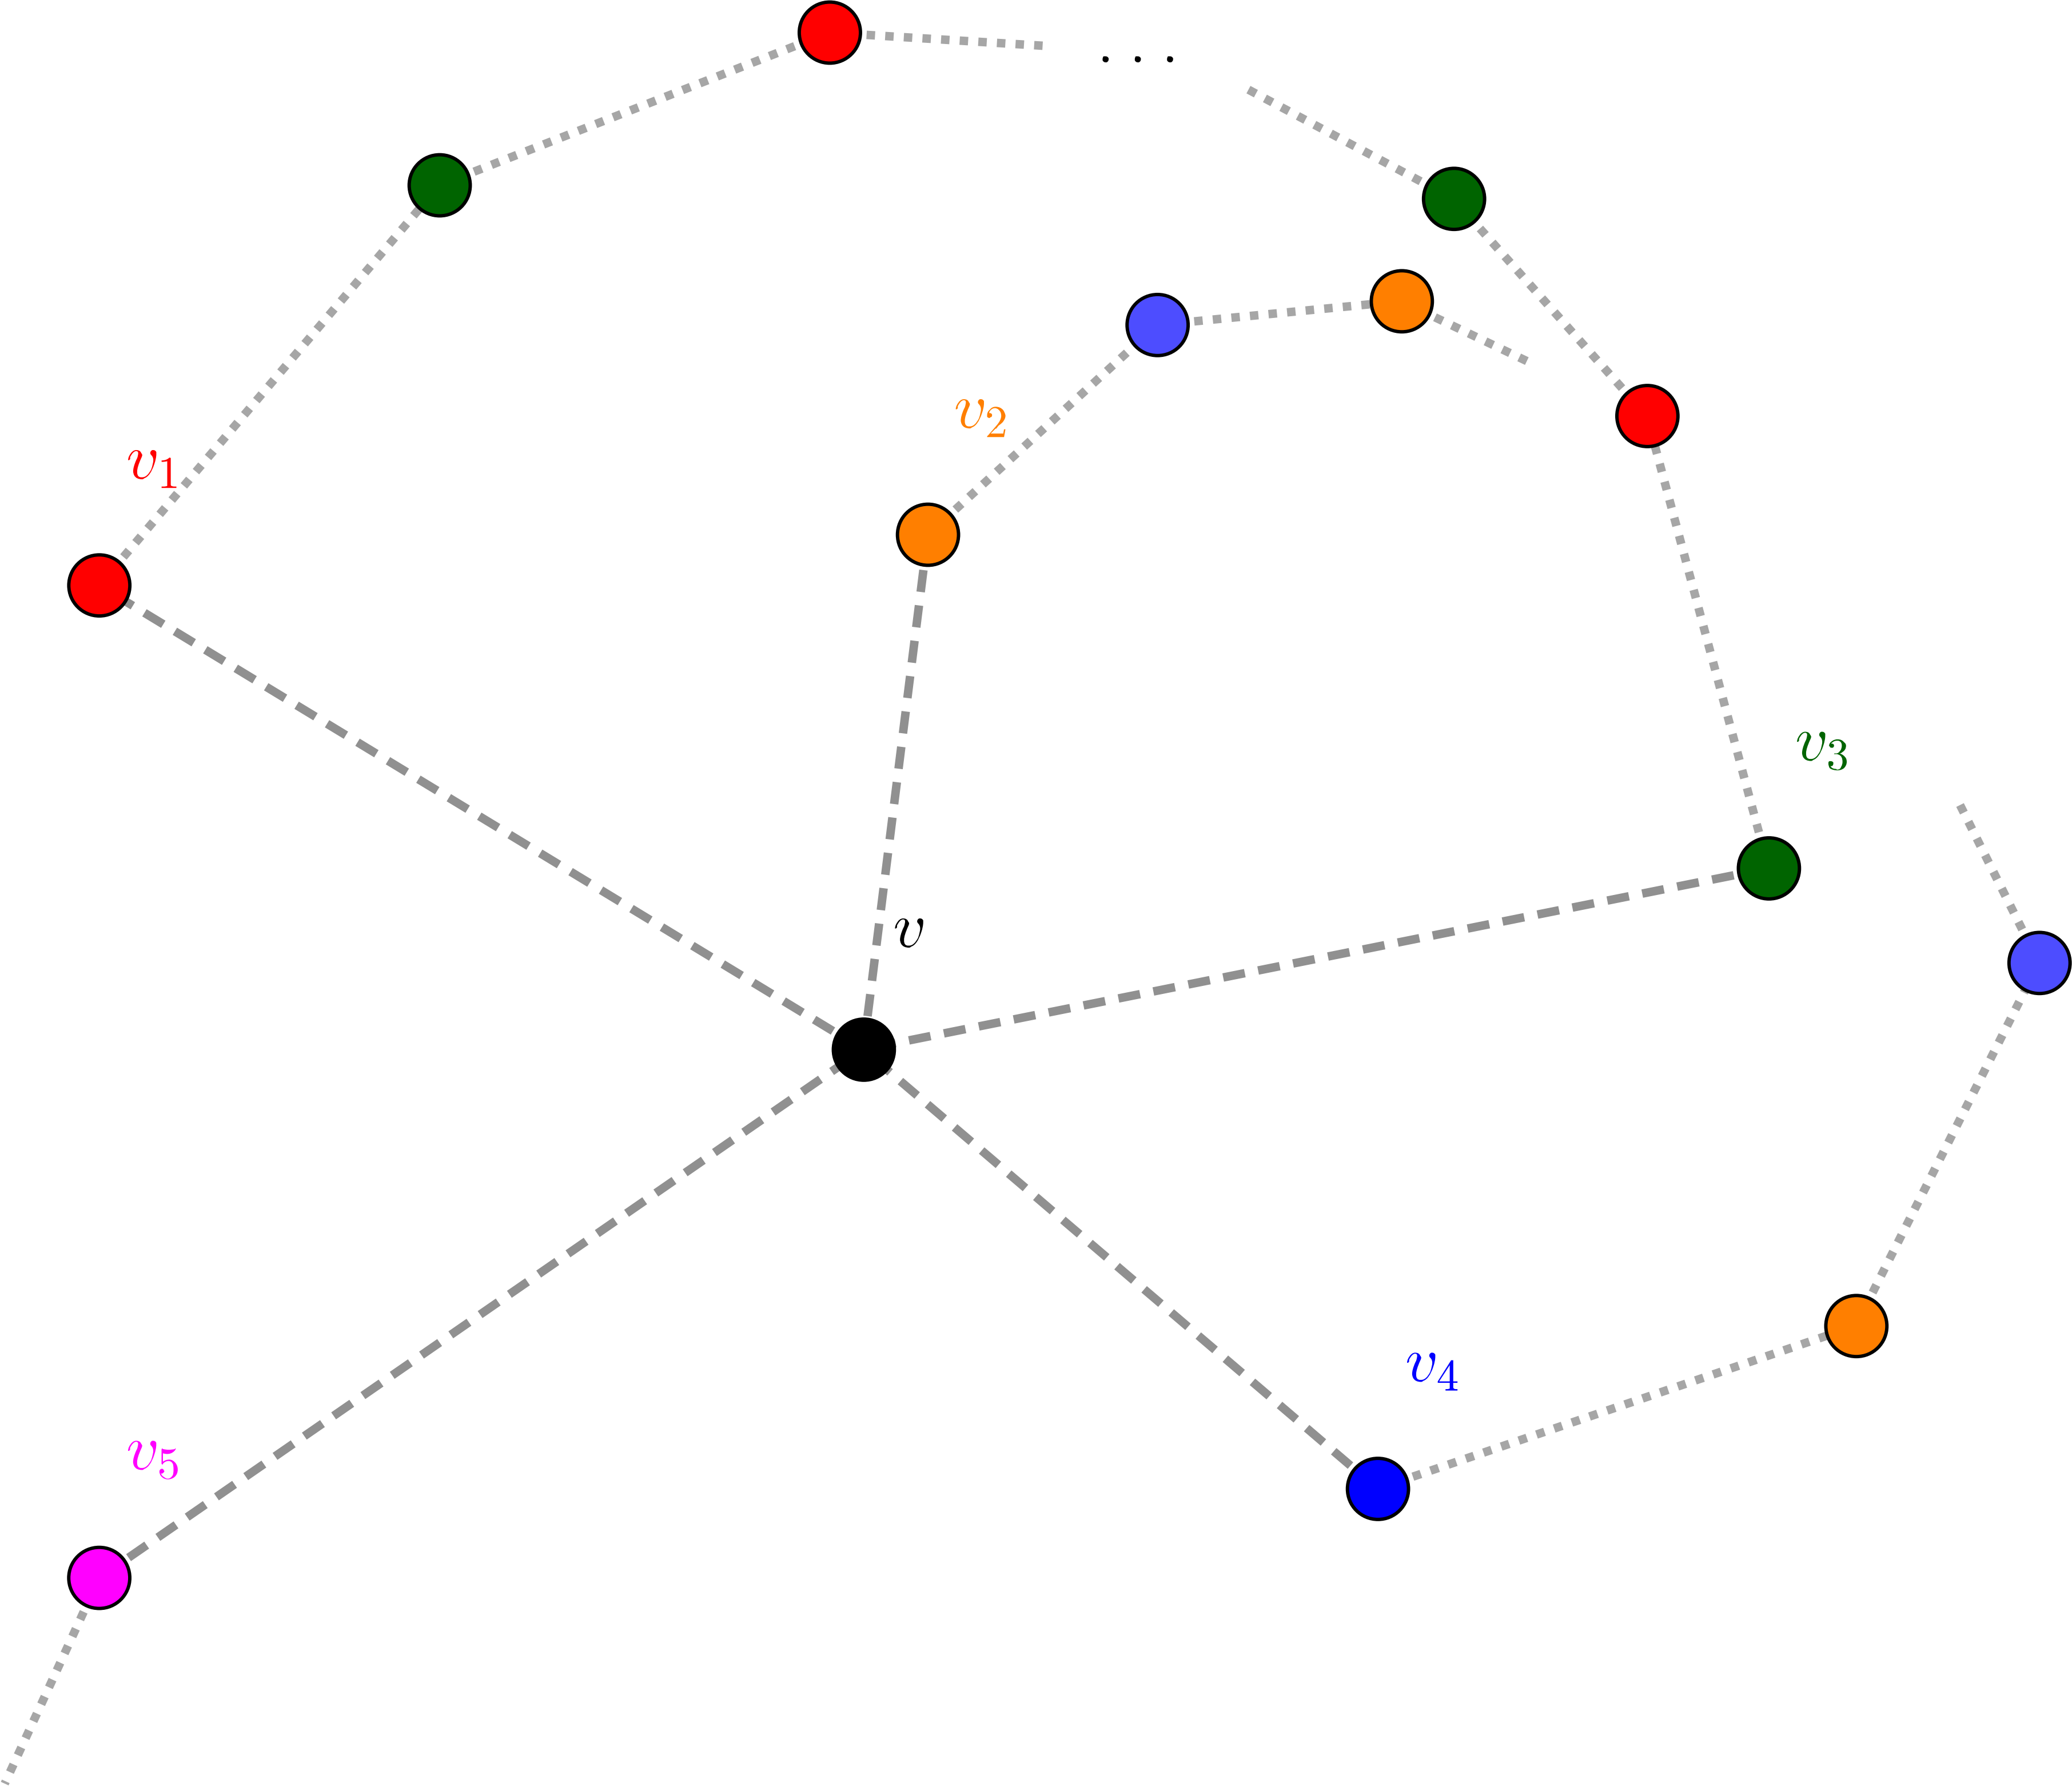 . . .
v₂
v₁
v₃
v
v₄
v₅